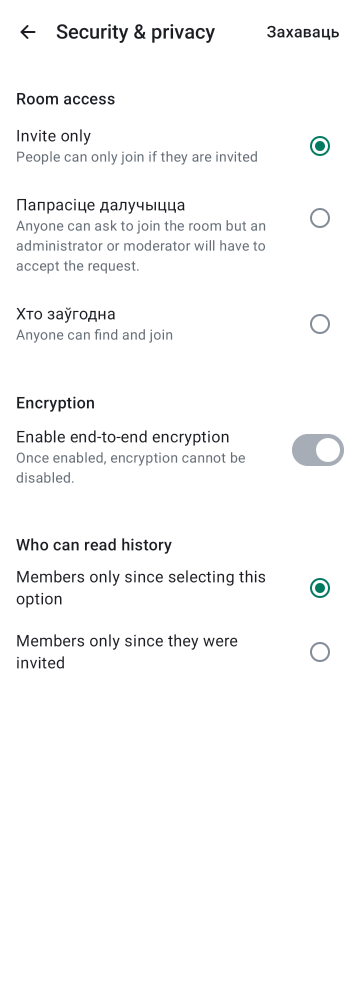 Security & privacy
Захаваць
Room access
Invite only
People can only join if they are invited
Папрасіце далучыцца
Anyone can ask to join the room but an
administrator or moderator will have to
accept the request.
Хто заўгодна
Anyone can find and join
Encryption
Enable end-to-end encryption
Once enabled, encryption cannot be
disabled.
Who can read history
Members only since selecting this
option
Members only since they were
invited